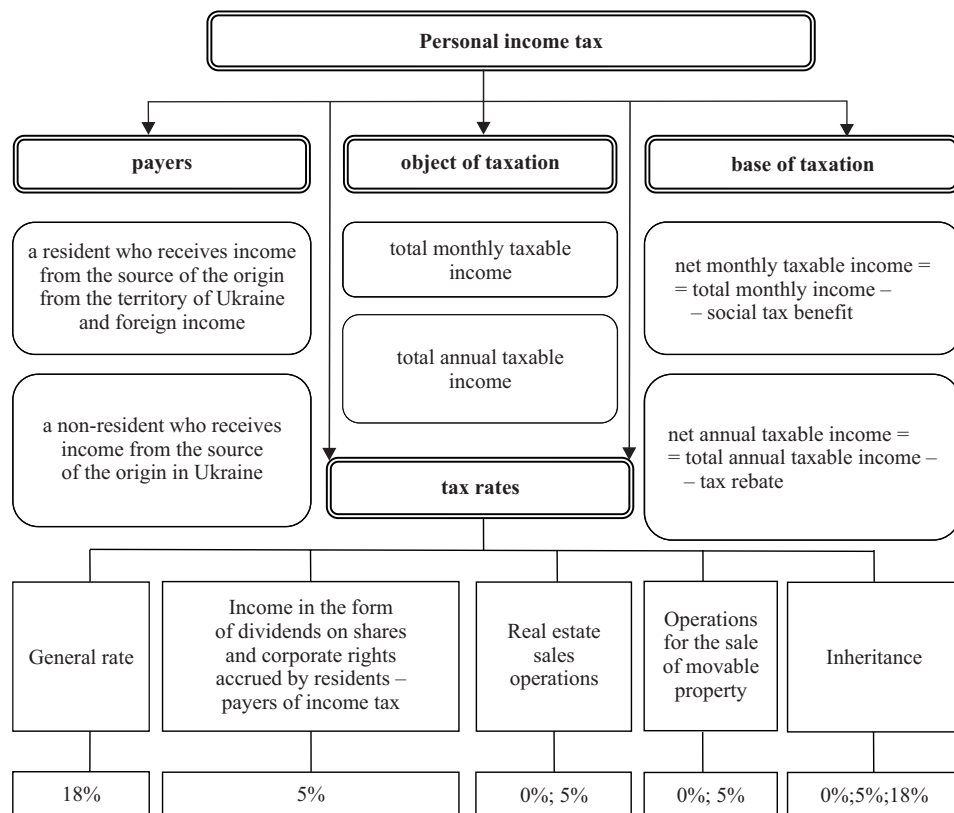 Personal income tax
payers
object of taxation
base of taxation
a resident who receives income
from the source of the origin
from the territory of Ukraine
and foreign income
total monthly taxable
income
net monthly taxable income =
= total monthly income –
– social tax benefit
total annual taxable
income
a non-resident who receives
income from the source
of the origin in Ukraine
net annual taxable income =
= total annual taxable income –
– tax rebate
tax rates
General rate
Income in the form
of dividends on shares
and corporate rights
accrued by residents –
payers of income tax
Real estate
sales
operations
Operations
for the sale
of movable
property
Inheritance
18%
5%
0%; 5%
0%; 5%
0%;5%;18%